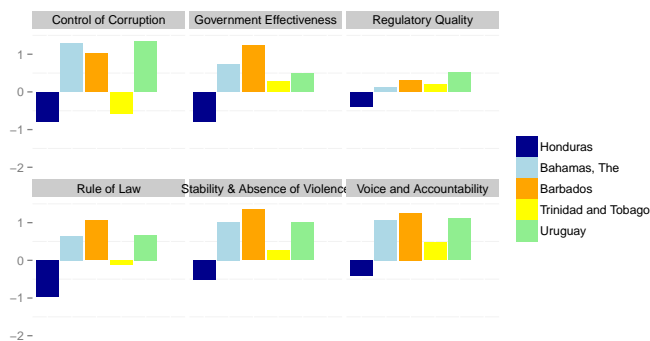 Control of Corruption
Government Effectiveness
Regulatory Quality
1
0
−1
−2
Rule of Law
Stability & Absence of Violence
Voice and Accountability
1
0
−1
−2
Honduras
Bahamas, The
Barbados
Trinidad and Tobago
Uruguay